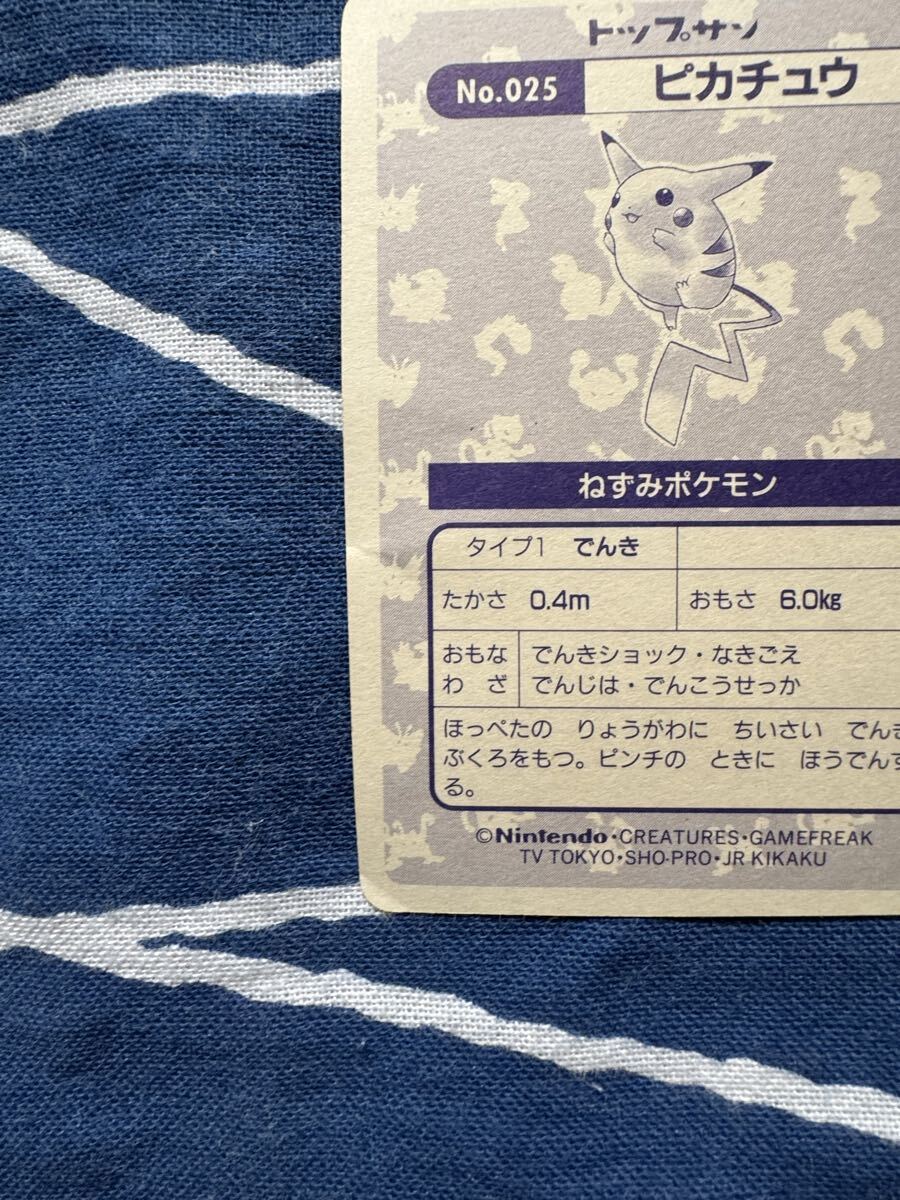 トップサン
No.025 ピカチュウ
ねずみポケモン
タイプ1 でんき
たかさ 0.4m おもさ 6.0kg
おもな わざ でんきショック・なきごえ
でんじは・でんこうせっか
ほっぺたの りょうがわに ちいさい でんき
ぶくろをもつ。ピンチの ときに ほうでんす
る。
©Nintendo・CREATURES・GAMEFREAK
TV TOKYO・SHO-PRO・JR KIKAKU